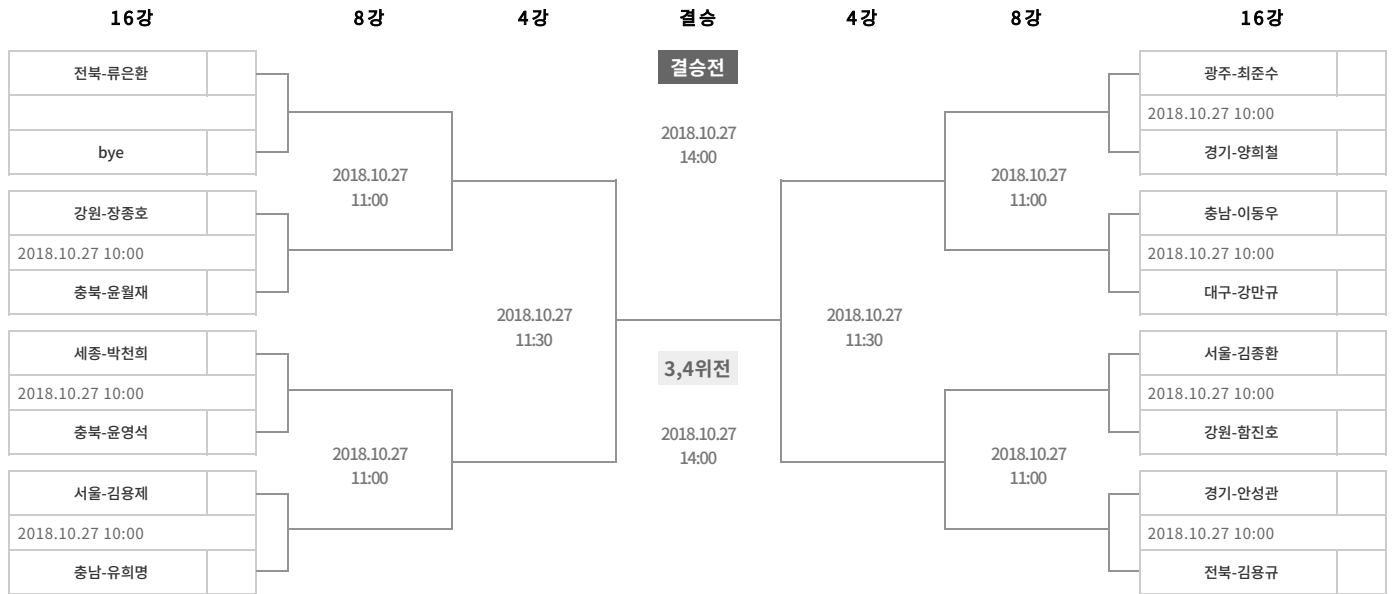 16강
8강
4강
결승
4강
8강
16강
전북-류은환
bye
강원-장종호
2018.10.27 10:00
충북-윤월재
세종-박천희
2018.10.27 10:00
충북-윤영석
서울-김용제
2018.10.27 10:00
충남-유희명
2018.10.27
11:00
2018.10.27
11:00
2018.10.27
11:30
결승전
2018.10.27
14:00
3,4위전
2018.10.27
14:00
2018.10.27
11:30
2018.10.27
11:00
2018.10.27
11:00
광주-최준수
2018.10.27 10:00
경기-양희철
충남-이동우
2018.10.27 10:00
대구-강만규
서울-김종환
2018.10.27 10:00
강원-함진호
경기-안성관
2018.10.27 10:00
전북-김용규